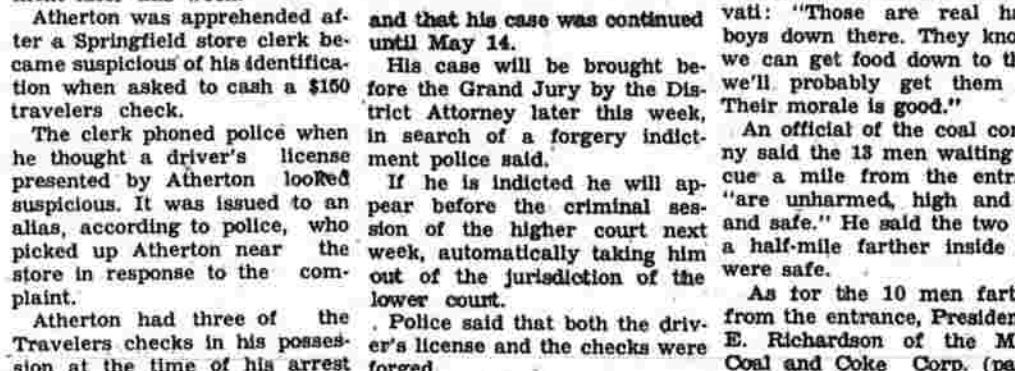 Atherton was apprehended af-
ter a Springfield store clerk be-
came suspicious of his identifica-
tion when asked to cash a $150
travelers check.
The clerk phoned police when
he thought a driver's license
presented by Atherton looked
suspicious. It was issued to an
alias, according to police, who
picked up Atherton near the
store in response to the com-
plaint.
Atherton had three of the
Travelers checks in his posses-
sion at the time of his arrest
and that his case was continued
until May 14.
His case will be brought be-
fore the Grand Jury by the Dis-
trict Attorney later this week,
in search of a forgery indict-
ment police said.
If he is indicted he will ap-
pear before the criminal ses-
sion of the higher court next
week, automatically taking him
out of the jurisdiction of the
lower court.
Police said that both the driv-
er's license and the checks were
forged.
vati: "Those are real
boys down there. They
we can get food down to
we'll probably get them
Their morale is good."
An official of the coal
ny said the 13 men waiting
cue a mile from the
"are unharmed, high and
and safe." He said the two
a half-mile farther inside
were safe.
As for the 10 men
from the entrance,
E. Richardson of the
Coal and Coke Corp.